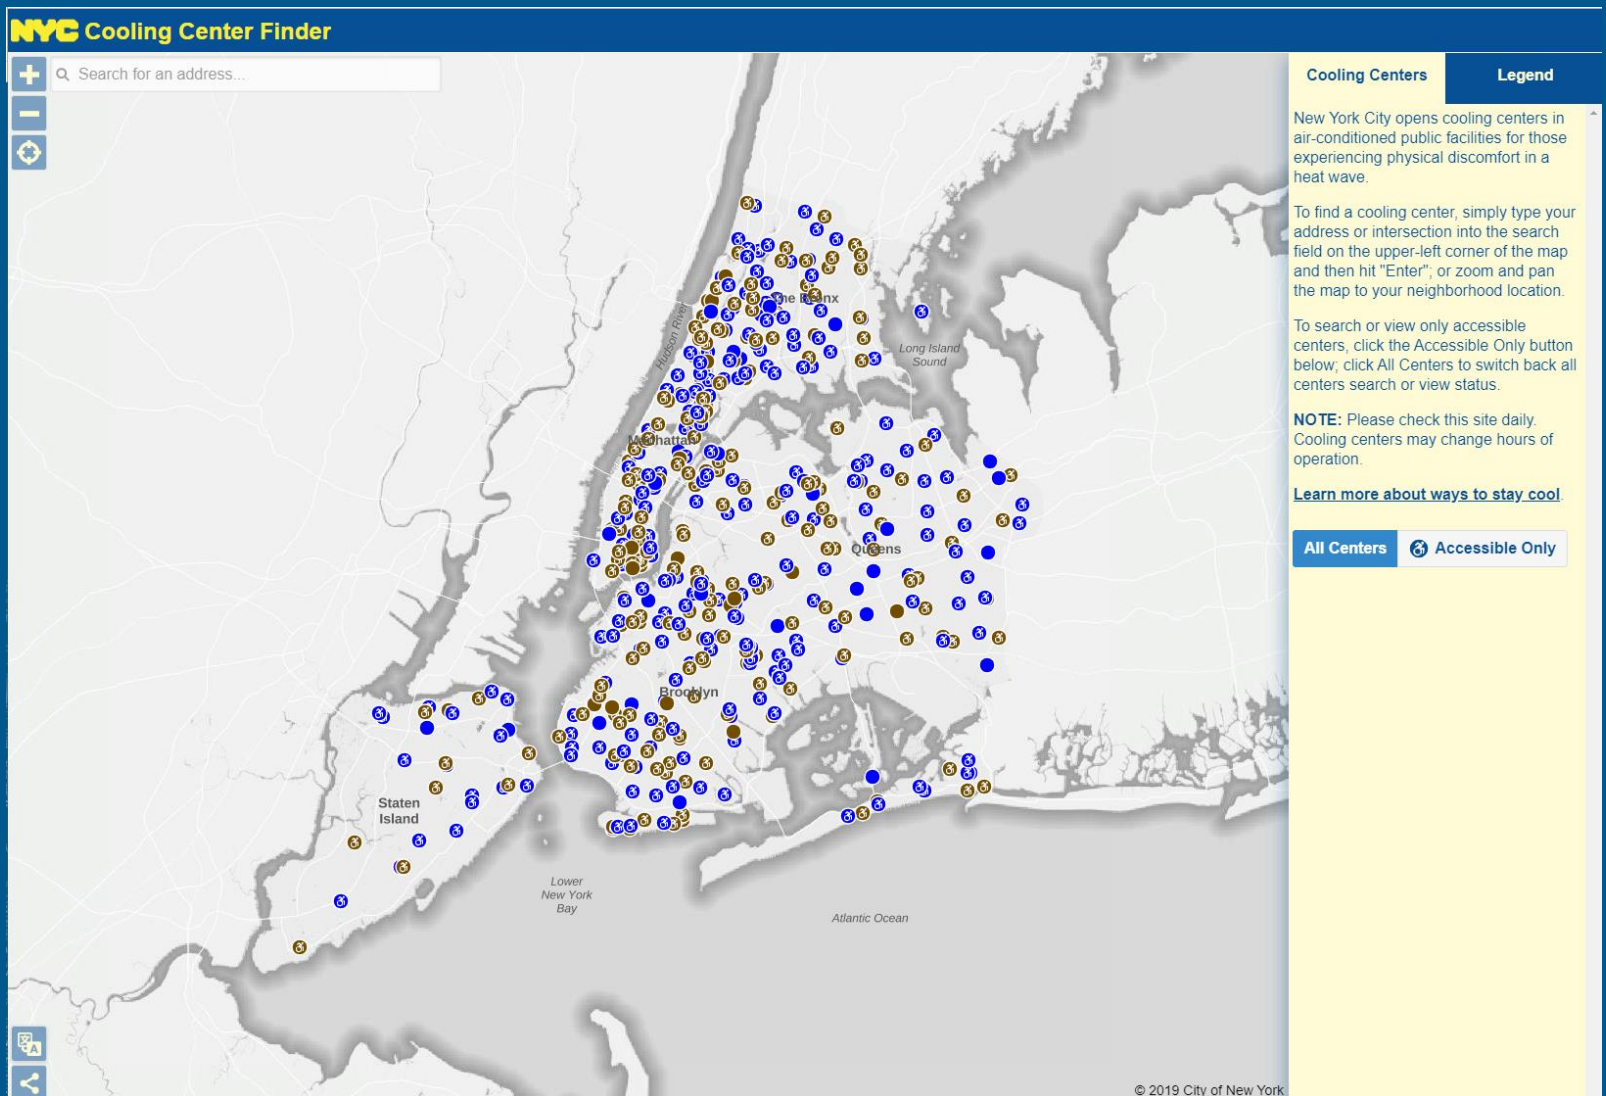 NYC Cooling Center Finder
Search for an address...
Cooling Centers
Legend
New York City opens cooling centers in
air-conditioned public facilities for those
experiencing physical discomfort in a
heat wave.
To find a cooling center, simply type your
address or intersection into the search
field on the upper-left corner of the map
and then hit "Enter"; or zoom and pan
the map to your neighborhood location.
To search or view only accessible
centers, click the Accessible Only button
below; click All Centers to switch back all
centers search or view status.
NOTE: Please check this site daily.
Cooling centers may change hours of
operation.
Learn more about ways to stay cool.
All Centers
Accessible Only
The Bronx
Hudson River
Long Island
Sound
Manhattan
Queens
Brooklyn
Staten
Island
Lower
New York
Bay
Atlantic Ocean
A
© 2019 City of New York